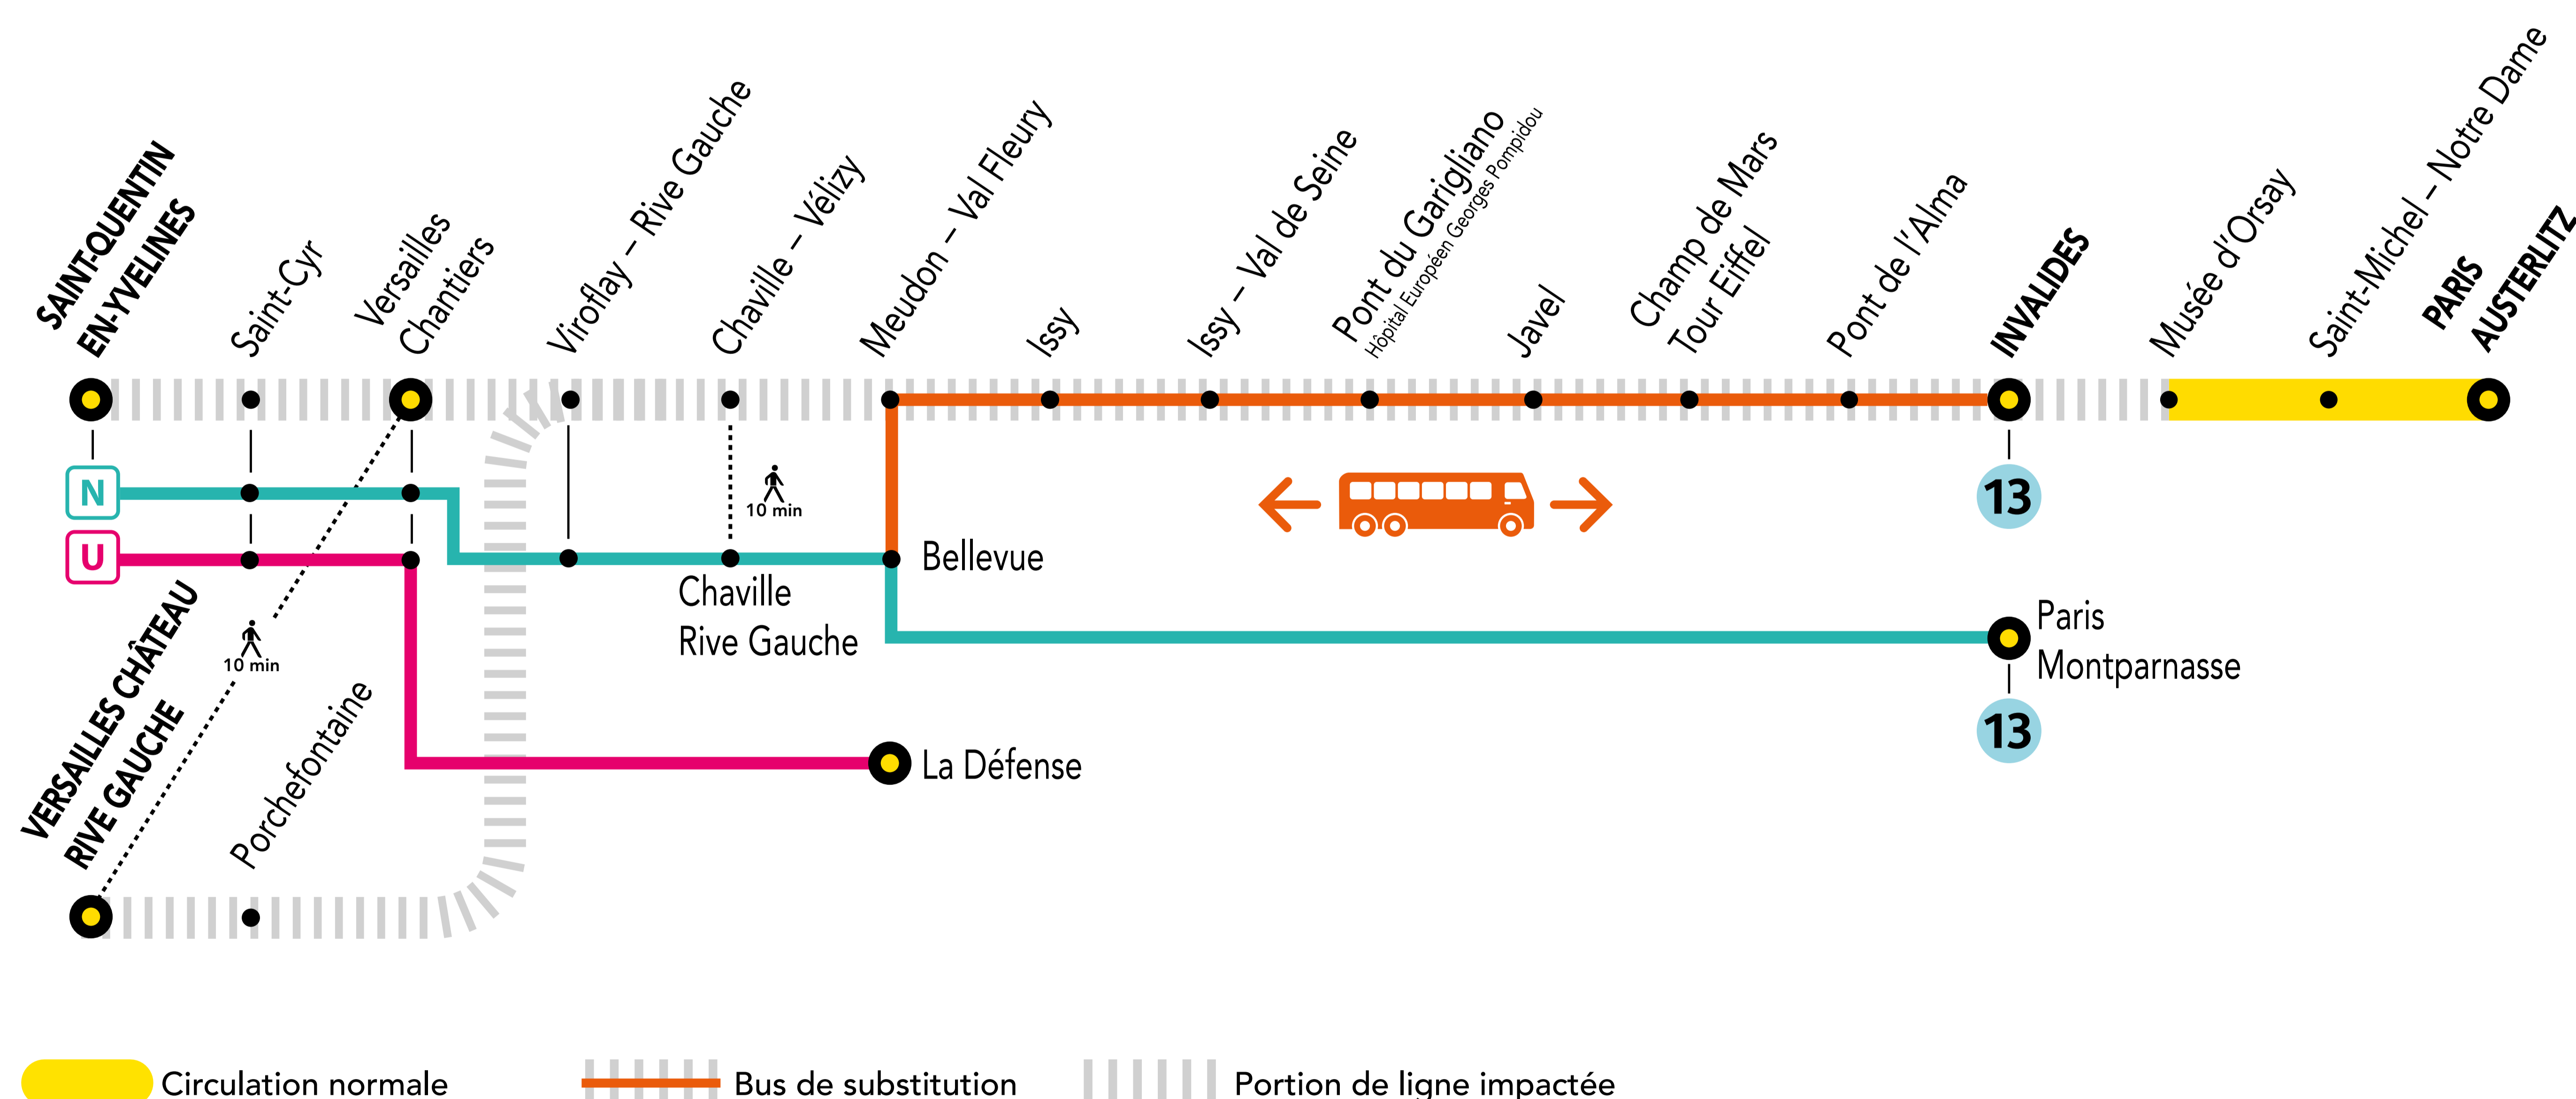 SAINT-QUENTIN
EN-YVELINES
Saint-Cyr
Versailles
Chantiers
Viroflay – Rive Gauche
Chaville – Vélizy
Meudon – Val Fleury
Issy
Issy – Val de Seine
Pont du Garigliano
Hôpital Européen Georges Pompidou
Javel
Champ de Mars
Tour Eiffel
Pont de l'Alma
INVALIDES
Musée d'Orsay
Saint-Michel – Notre Dame
PARIS
AUSTERLITZ
N
U
10 min
13
Bellevue
Chaville
Rive Gauche
Paris
Montparnasse
13
10 min
VERSAILLES CHÂTEAU
RIVE GAUCHE
Porchefontaine
La Défense
Circulation normale
Bus de substitution
Portion de ligne impactée